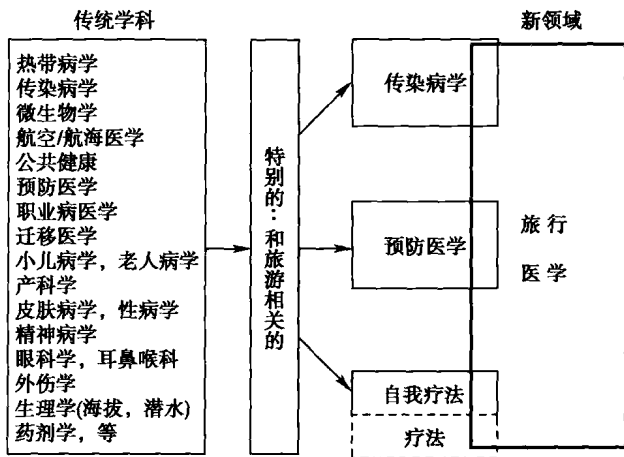 传统学科
新领域
热带病学
传染病学
微生物学
航空/航海医学
公共健康
预防医学
职业病医学
迁移医学
小儿病学，老人病学
产科学
皮肤病学，性病学
精神病学
眼科学，耳鼻喉科
外伤学
生理学(海拔，潜水)
药剂学，等
特别的：和旅游相关的
传染病学
预防医学
自我疗法
疗法
旅行
医学